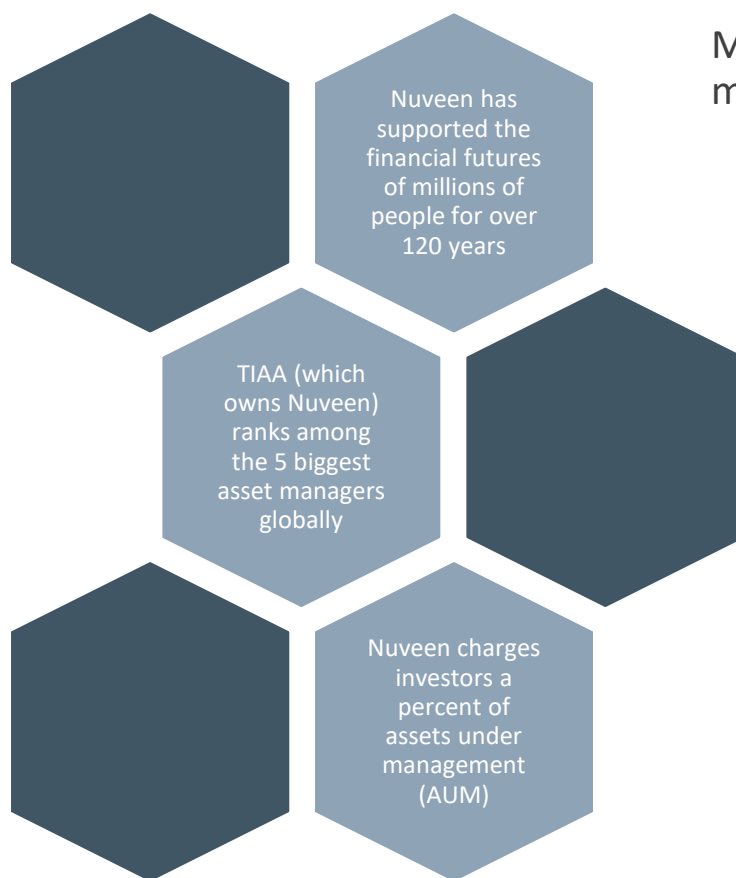 M
m
Nuveen has
supported the
financial futures
of millions of
people for over
120 years
TIAA (which
owns Nuveen)
ranks among
the 5 biggest
asset managers
globally
Nuveen charges
investors a
percent of
assets under
management
(AUM)